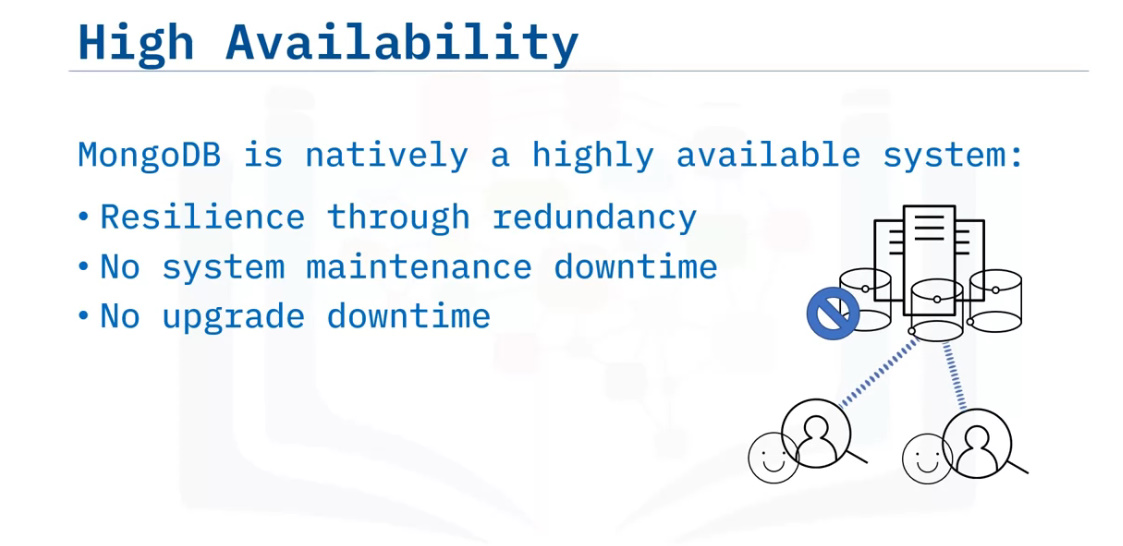 High Availability
MongoDB is natively a highly available system:
• Resilience through redundancy
• No system maintenance downtime
• No upgrade downtime